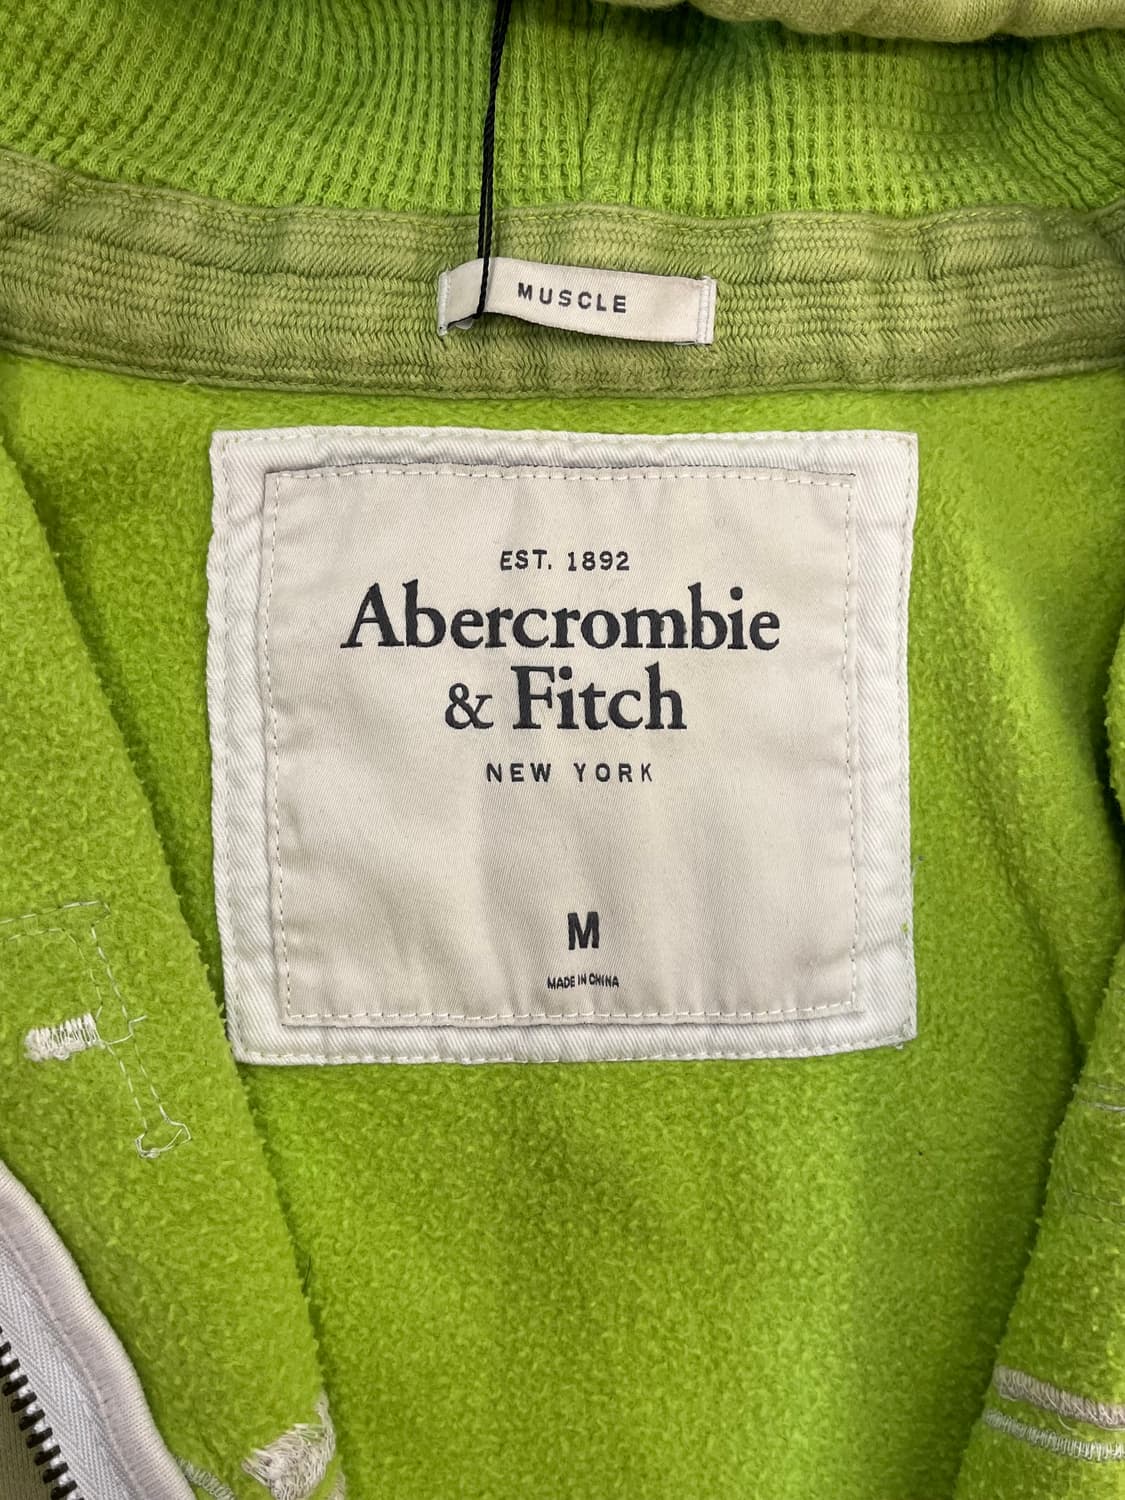 MUSCLE
EST. 1892
Abercrombie
& Fitch
NEW YORK
M
MADE IN CHINA